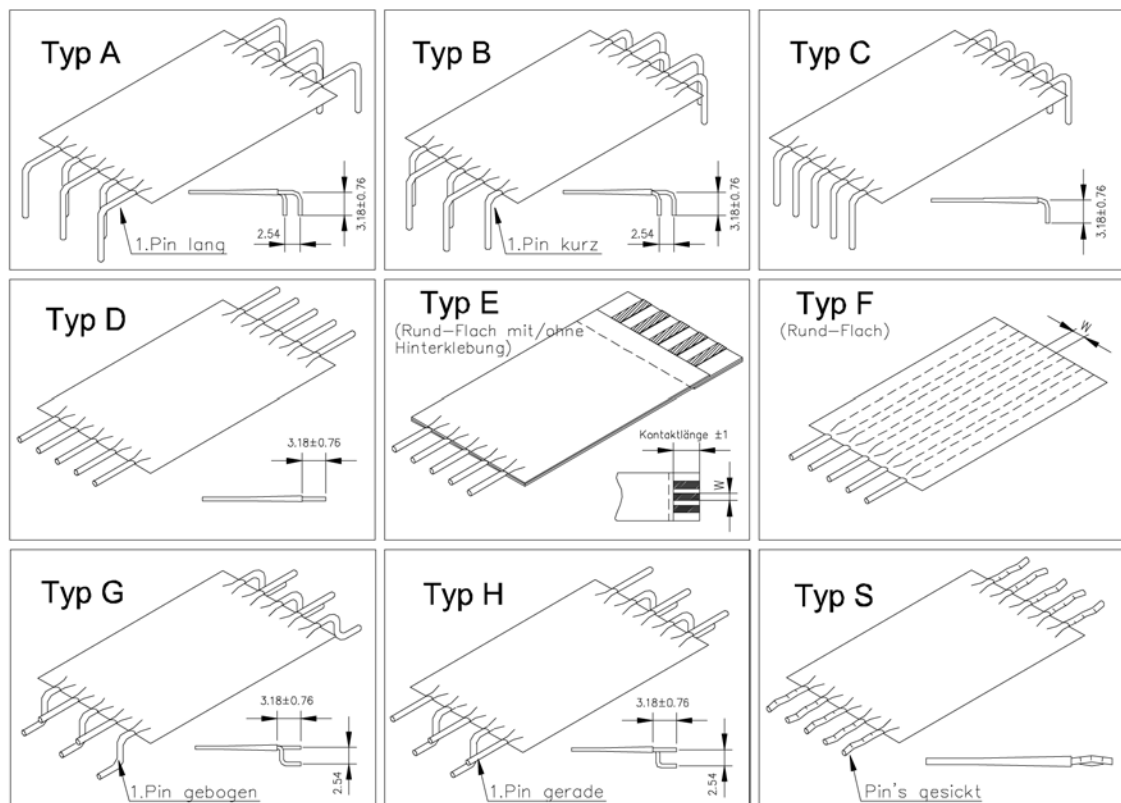 Typ A
3.18±0.76
2.54
1.Pin lang
Typ B
3.18±0.76
2.54
1.Pin kurz
Typ C
3.18±0.76
Typ D
3.18±0.76
Typ E
(Rund-Flach mit/ohne
Hinterklebung)
Kontaktlänge ±1
W
Typ F
(Rund-Flach)
W
Typ G
3.18±0.76
2.54
1.Pin gebogen
Typ H
3.18±0.76
2.54
1.Pin gerade
Typ S
Pin's gesickt